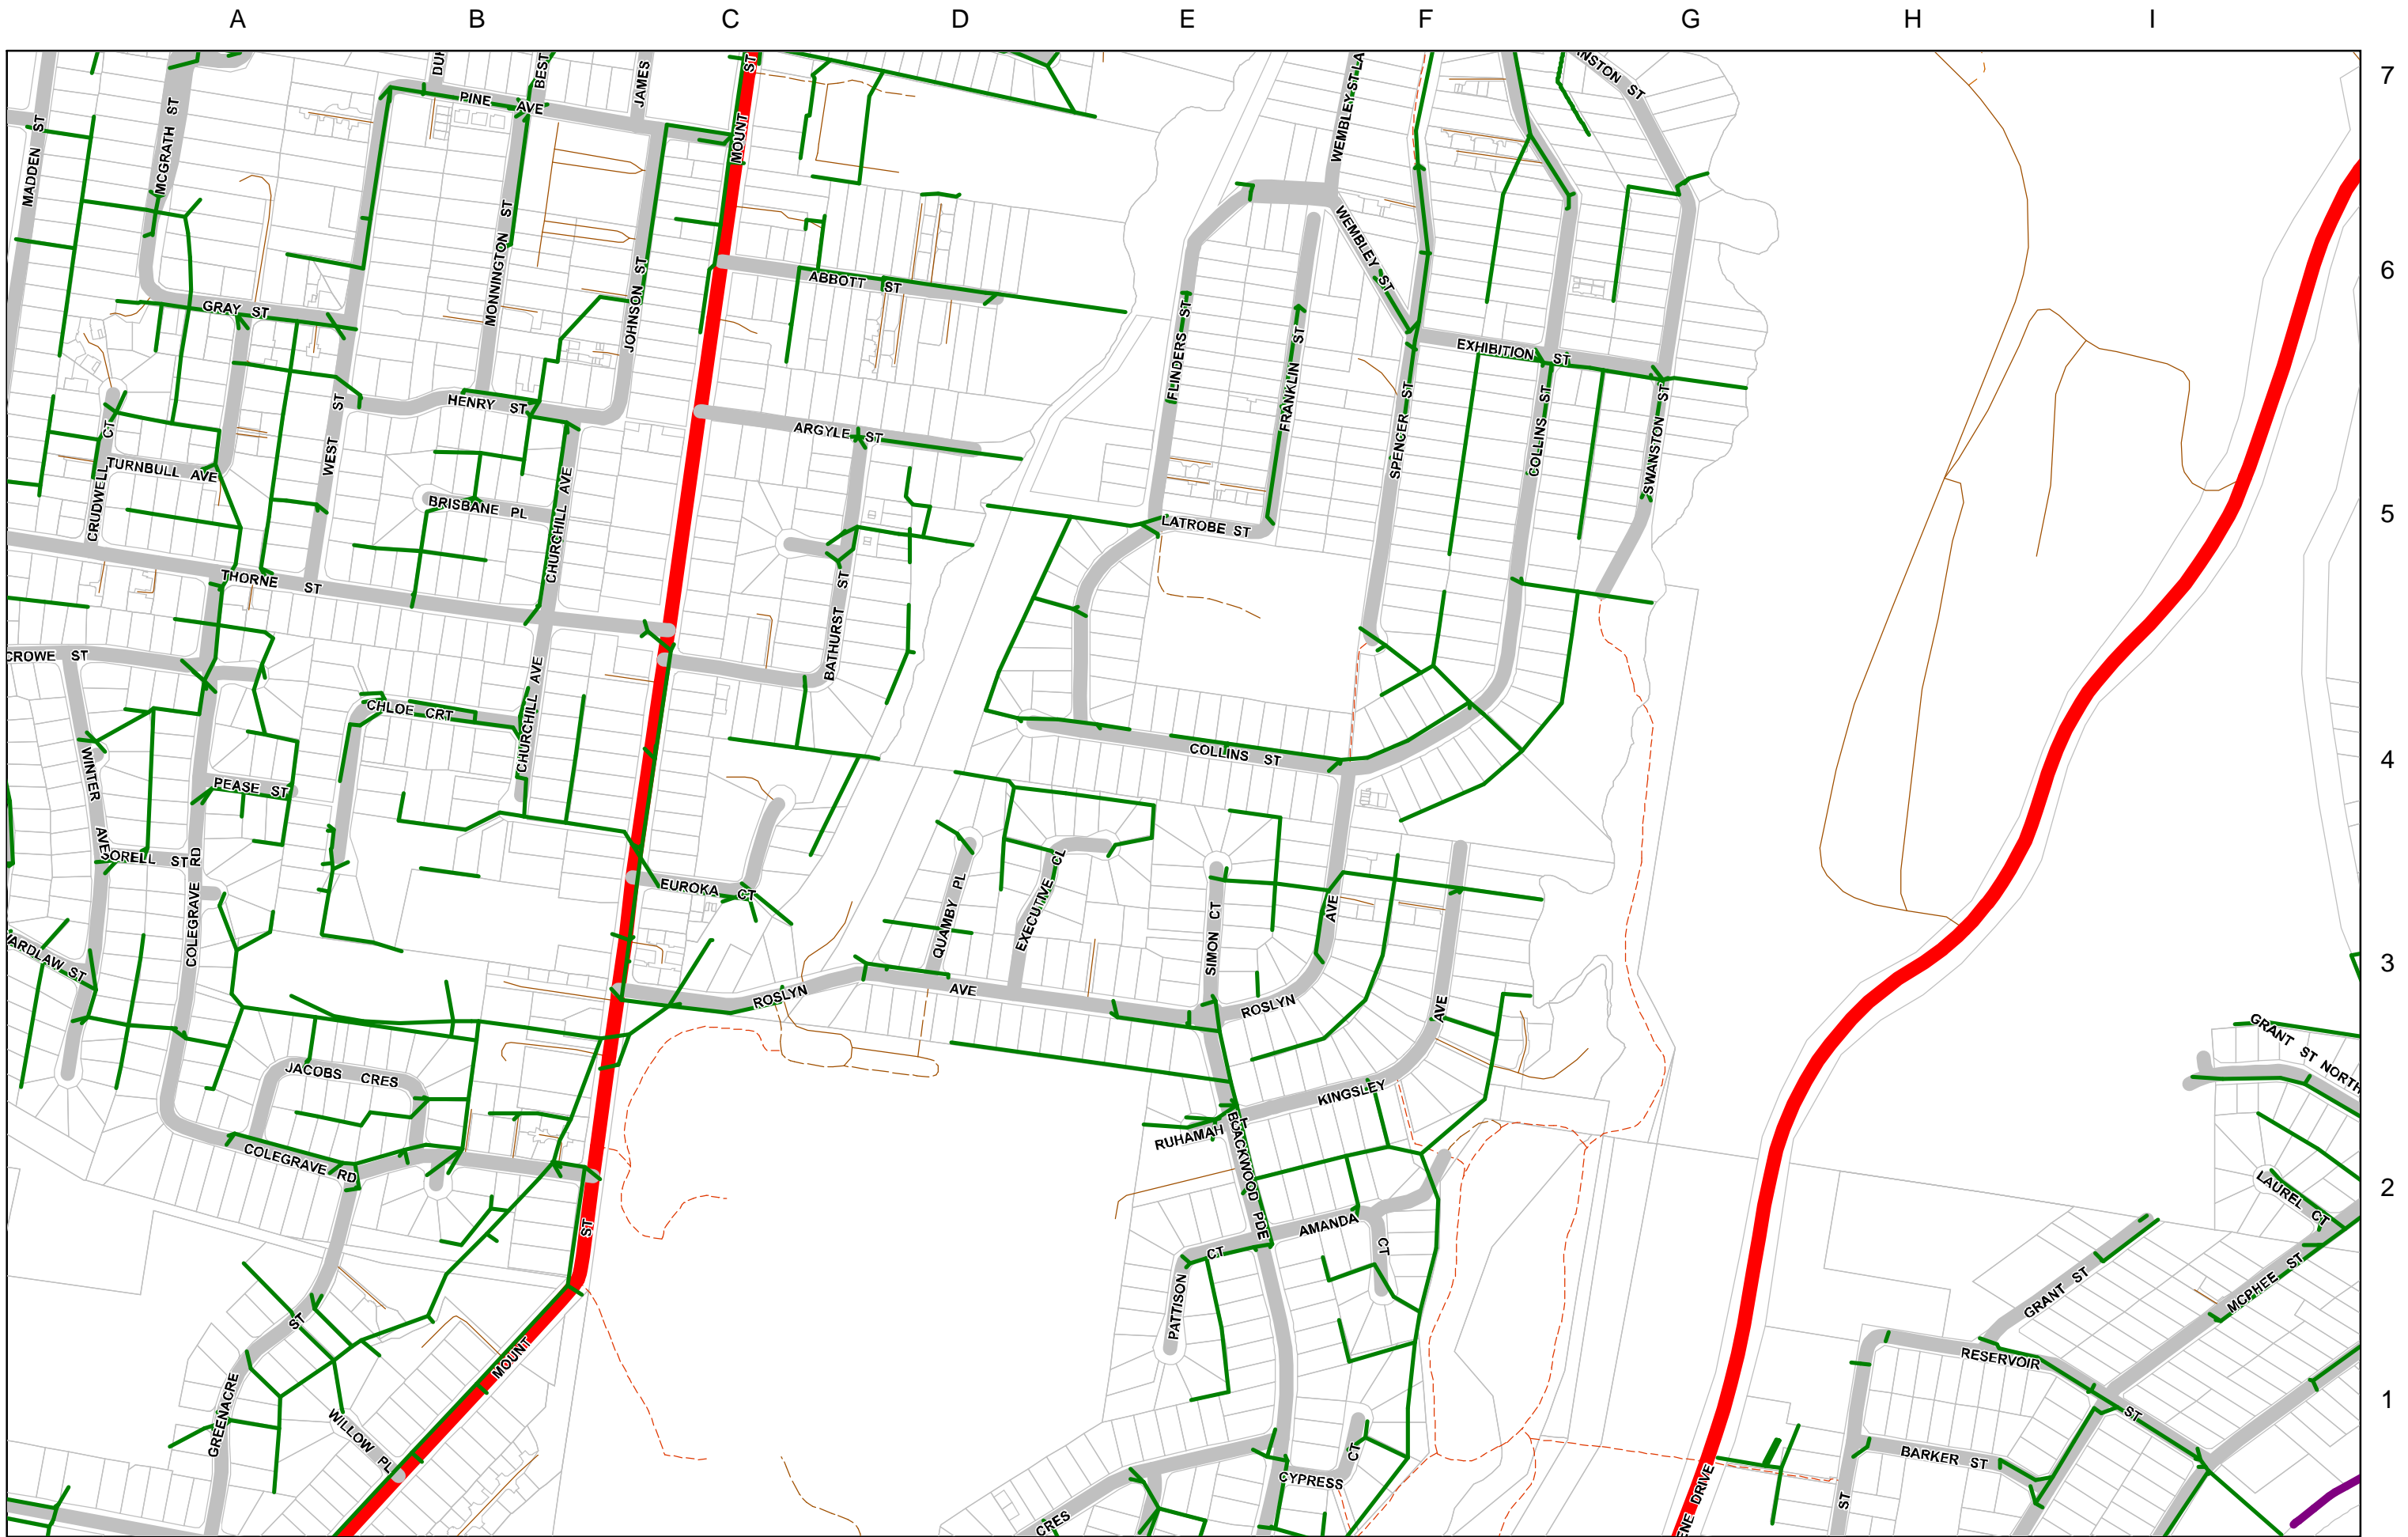 A B C D E F G H I
7
6
5
4
3
2
1
MADDEN ST
MCGRATH ST
PINE AVE
BEST
JAMES
MOUNT ST
WEMBLEY ST LA
ST
MONNINGTON ST
JOHNSON ST
ABBOTT ST
WEMBLEY ST
GRAY ST
FLINDERS ST
FRANKLIN ST
EXHIBITION ST
HENRY ST
WEST ST
ARGYLE ST
SPENCER ST
COLLINS ST
SWANSTON ST
CRUDWELL CT
TURNBULL AVE
BRISBANE PL
CHURCHILL AVE
LATROBE ST
THORNE ST
BATHURST ST
CROWE ST
CHLOE CRT
CHURCHILL AVE
COLLINS ST
WINTER AVE
PEASE ST
SORELL ST
COLEGRAVE RD
EUROKA CT
QUAMBY PL
EXECUTIVE CL
SIMON CT
ROSLYN AVE
ROSLYN AVE
WARDLAW ST
JACOBS CRES
KINGSLEY AVE
RUHAMAH
BLACKWOOD PDE
COLEGRAVE RD
AMANDA CT
PATTISON CT
MOUNT ST
GREENACRE ST
WILLOW PL
CYPRESS CT
CRES
GRANT ST NORTH
LAUREL CT
GRANT ST
MCPHEE ST
RESERVOIR ST
BARKER ST
ST
DRIVE